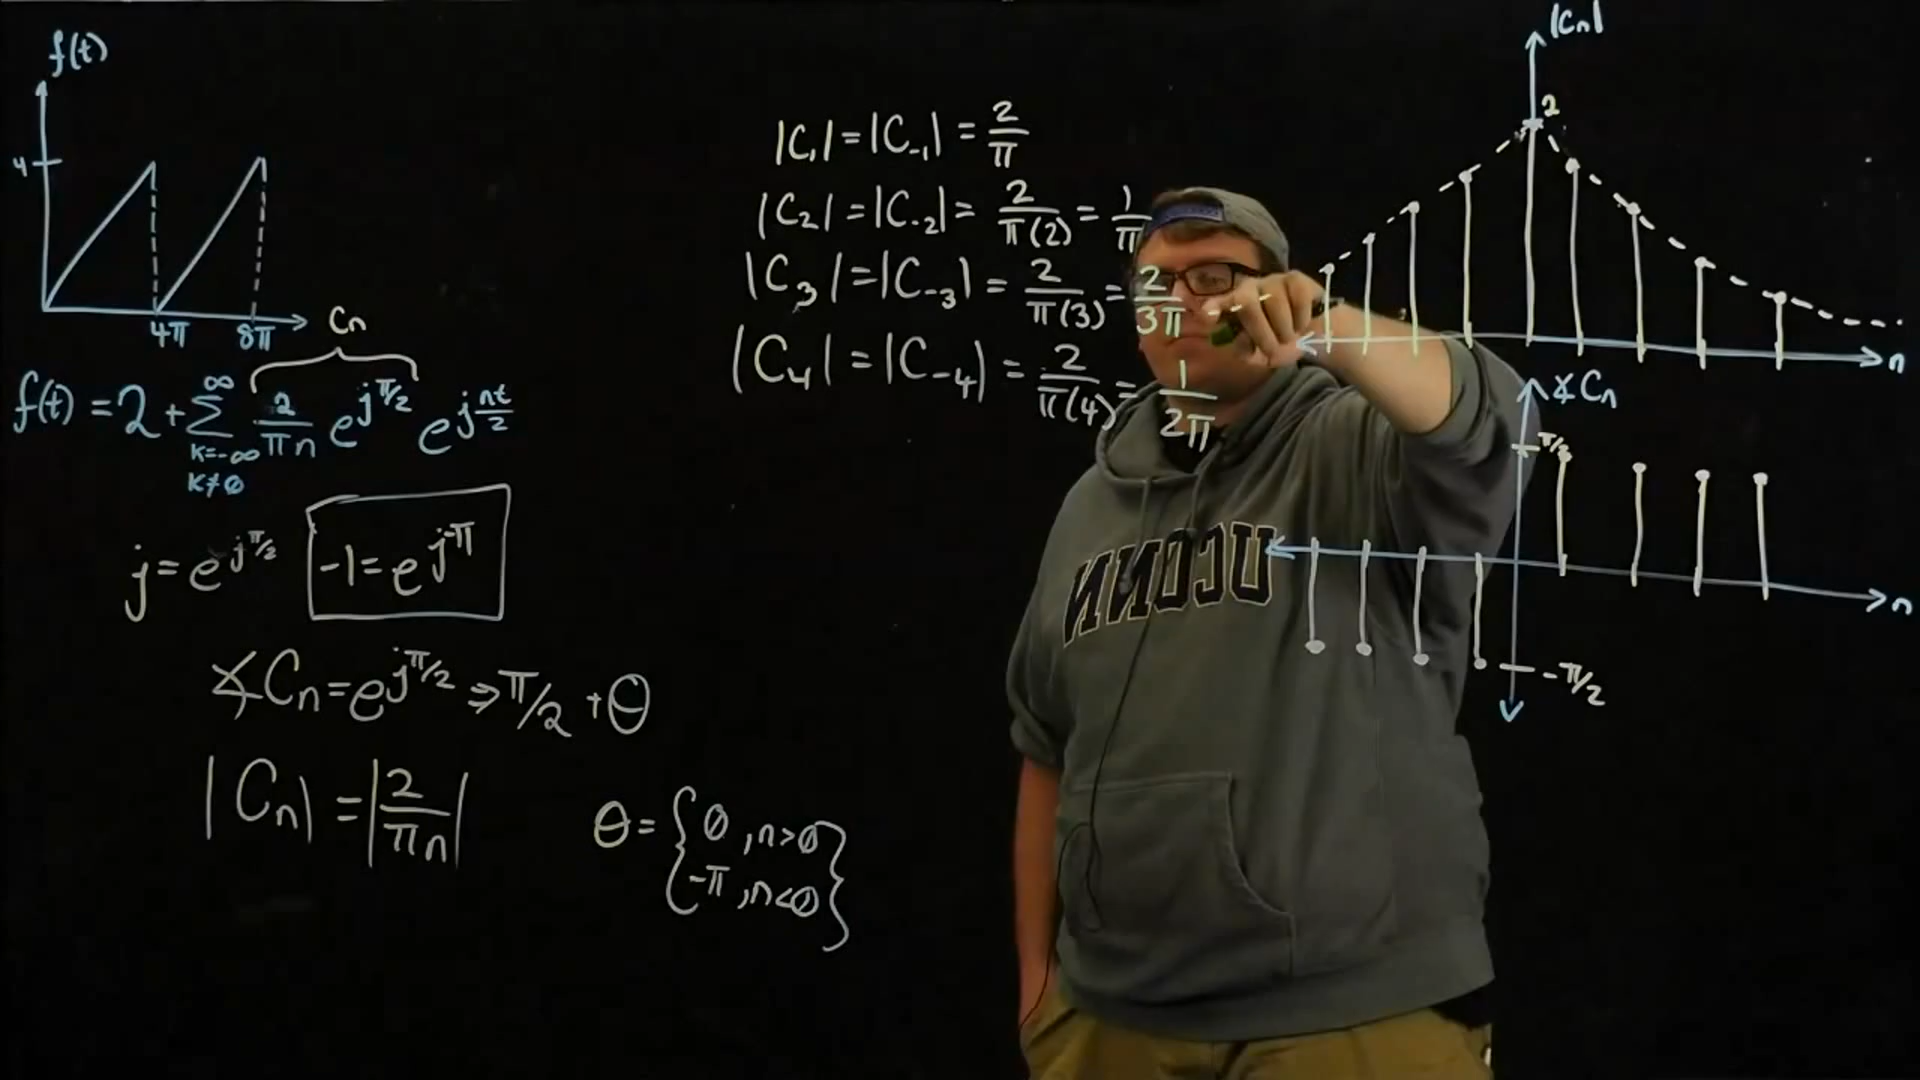 f(t)
4
4π 8π
Cn
f(t) = 2 + ∞ Σ K=-∞ K≠0 2/πn e^jπ/2 e^jnt/2
j = e^jπ/2
-1 = e^j-π
∡Cn = e^jπ/2 ⇒ π/2 + θ
|Cn| = |2/πn|
θ = { 0, n>0
-π, n<0 }
|C1| = |C-1| = 2/π
|C2| = |C-2| = 2/π(2) = 1/π
|C3| = |C-3| = 2/π(3) = 2/3π
|C4| = |C-4| = 2/π(4) = 1/2π
|Cn|
2
n
∡Cn
π/2
n
-π/2
UCONN